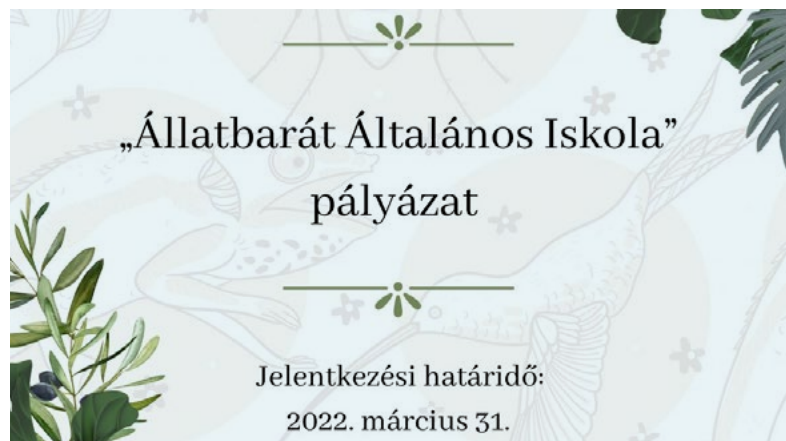 „Állatbarát Általános Iskola”
pályázat
Jelentkezési határidő:
2022. március 31.